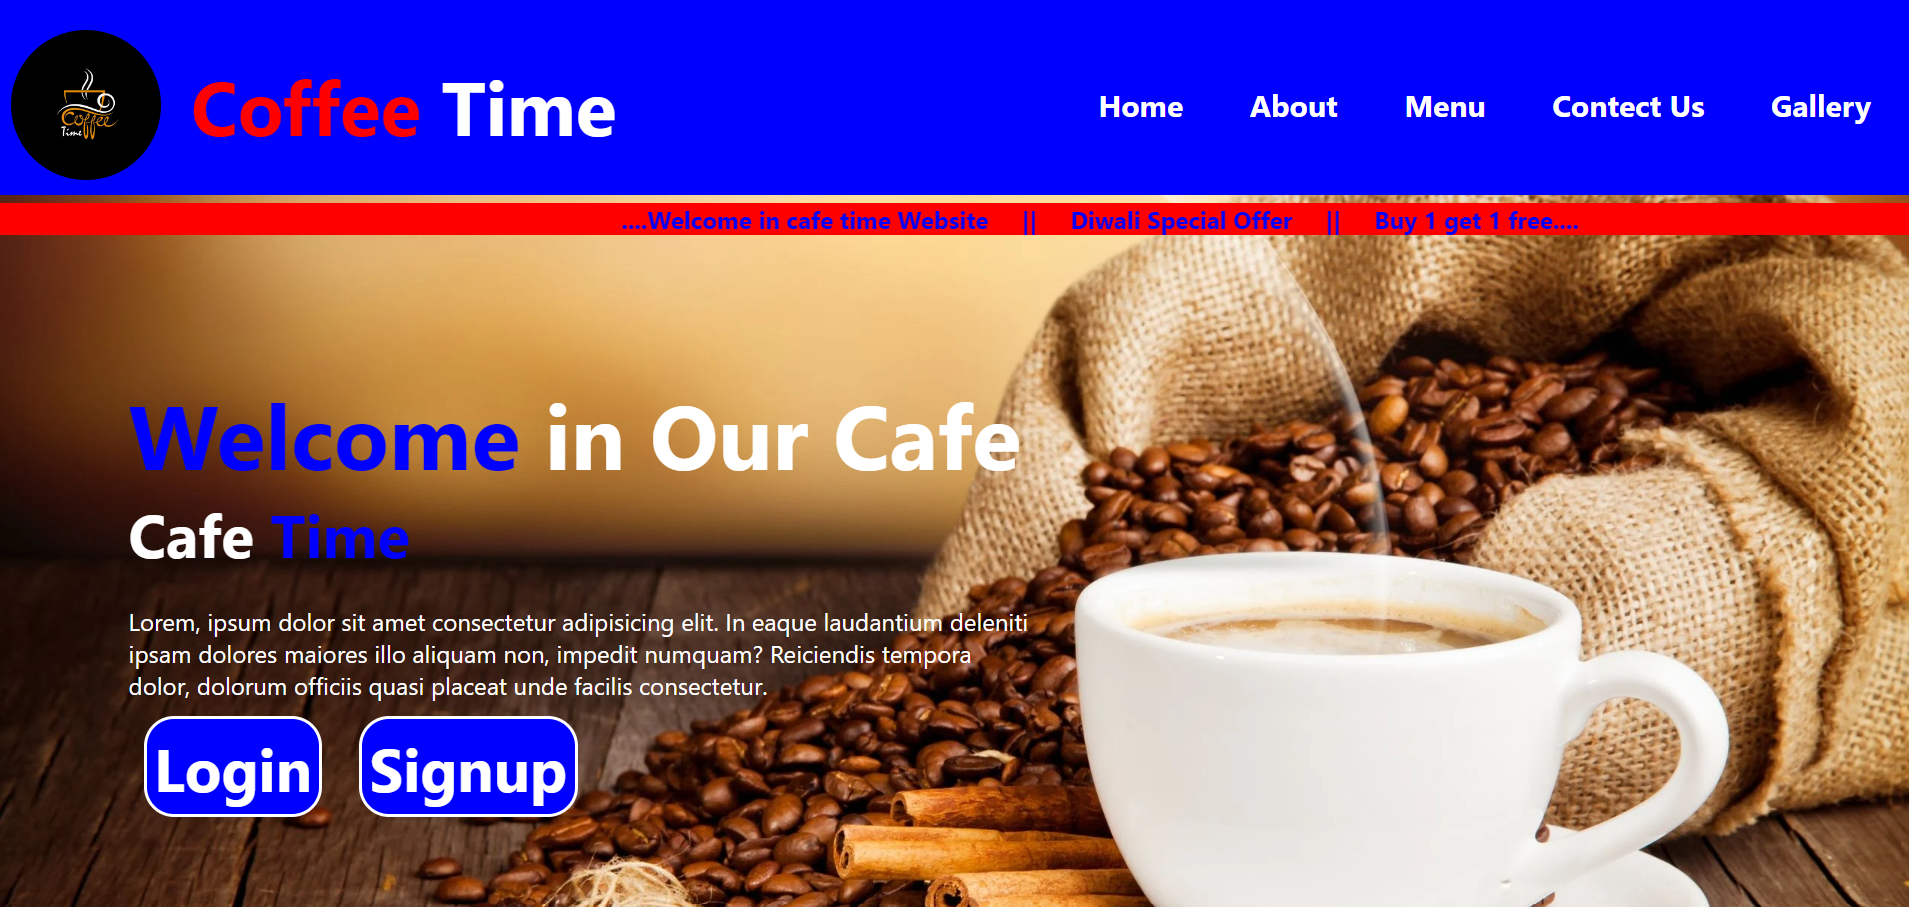 Coffee
Time
Coffee Time
Home About Menu Contect Us Gallery
....Welcome in cafe time Website || Diwali Special Offer || Buy 1 get 1 free....
Welcome in Our Cafe
Cafe Time
Lorem, ipsum dolor sit amet consectetur adipisicing elit. In eaque laudantium deleniti
ipsam dolores maiores illo aliquam non, impedit numquam? Reiciendis tempora
dolor, dolorum officiis quasi placeat unde facilis consectetur.
Login Signup